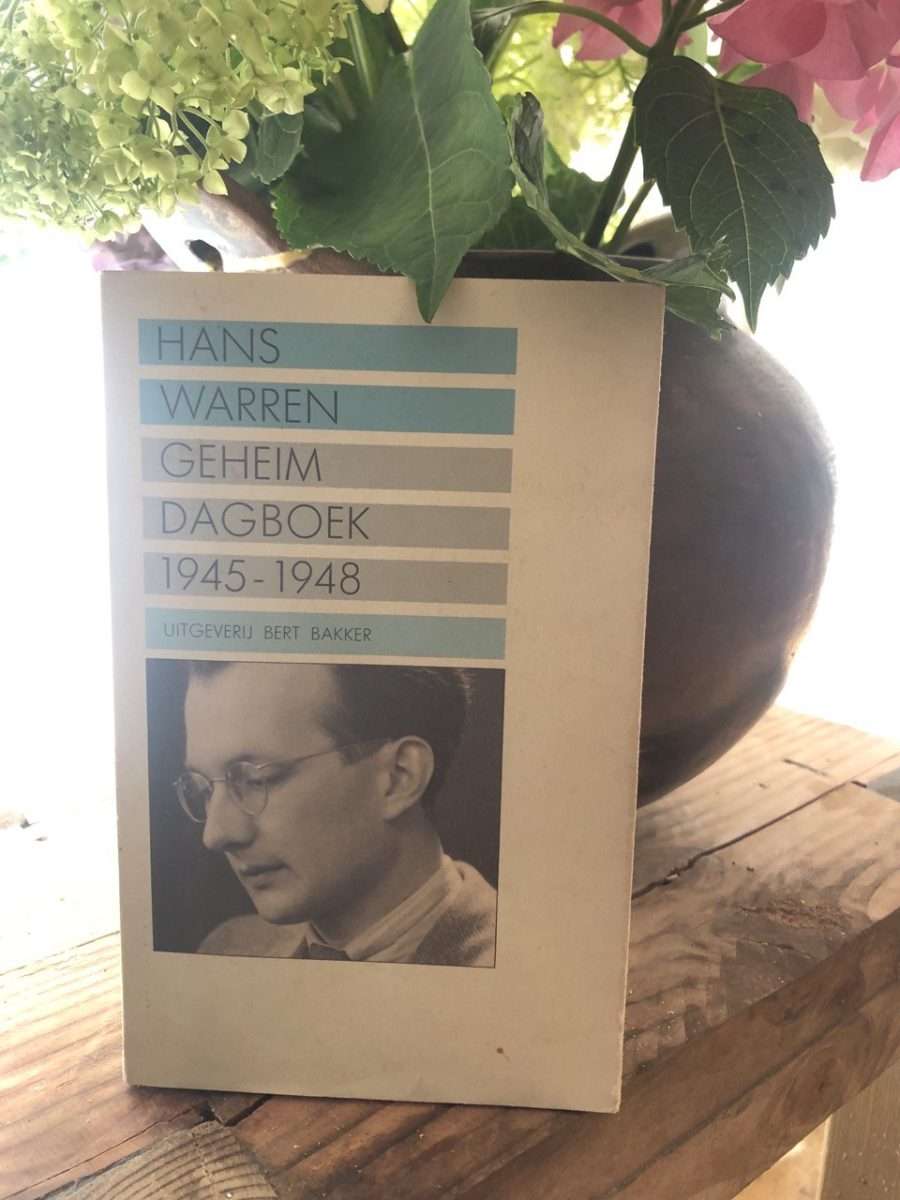 HANS
WARREN
GEHEIM
DAGBOEK
1945-1948
UITGEVERIJ BERT BAKKER